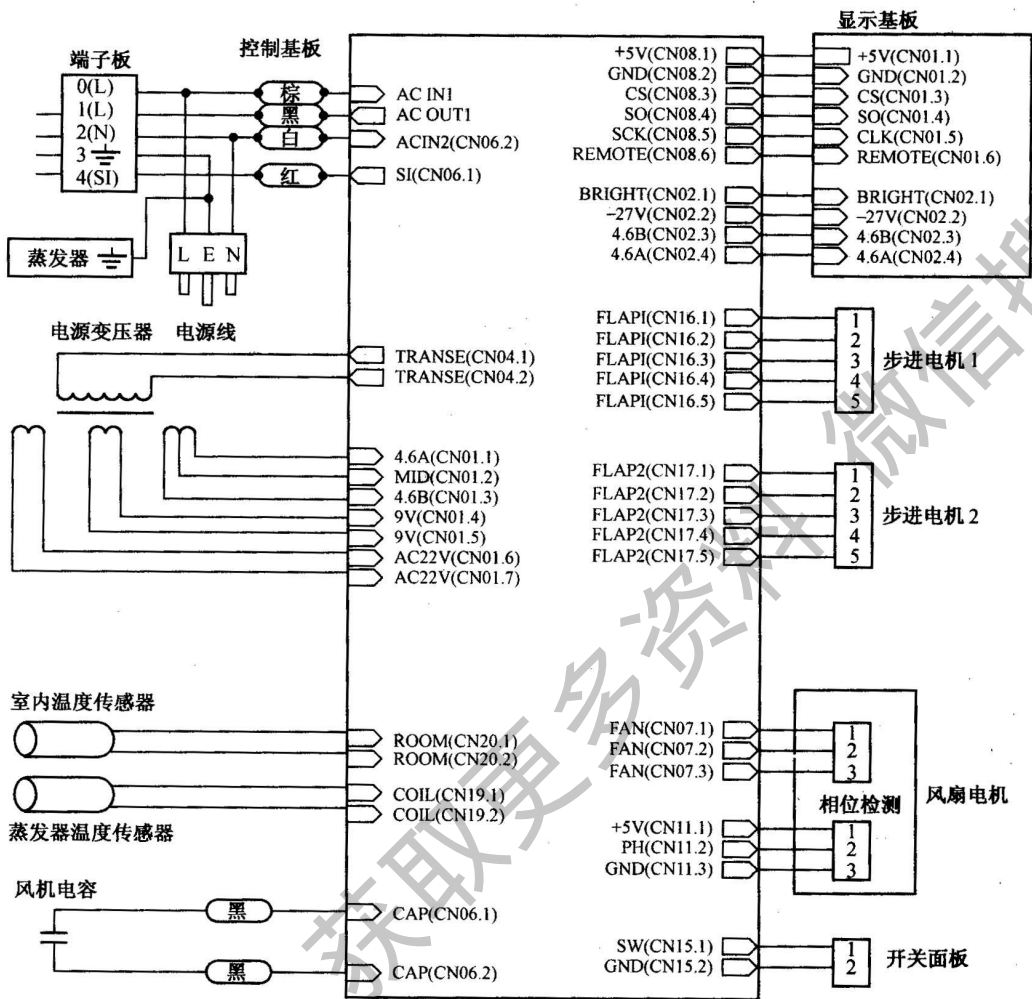 显示基板
端子板
控制基板
0(L)
1(L)
2(N)
3
4(SI)
棕
黑
白
红
AC IN1
AC OUT1
ACIN2(CN06.2)
SI(CN06.1)
蒸发器
L E N
电源变压器
电源线
TRANSE(CN04.1)
TRANSE(CN04.2)
4.6A(CN01.1)
MID(CN01.2)
4.6B(CN01.3)
9V(CN01.4)
9V(CN01.5)
AC22V(CN01.6)
AC22V(CN01.7)
室内温度传感器
ROOM(CN20.1)
ROOM(CN20.2)
COIL(CN19.1)
COIL(CN19.2)
蒸发器温度传感器
风机电容
黑
CAP(CN06.1)
黑
CAP(CN06.2)
+5V(CN08.1)
GND(CN08.2)
CS(CN08.3)
SO(CN08.4)
SCK(CN08.5)
REMOTE(CN08.6)
BRIGHT(CN02.1)
–27V(CN02.2)
4.6B(CN02.3)
4.6A(CN02.4)
+5V(CN01.1)
GND(CN01.2)
CS(CN01.3)
SO(CN01.4)
CLK(CN01.5)
REMOTE(CN01.6)
BRIGHT(CN02.1)
–27V(CN02.2)
4.6B(CN02.3)
4.6A(CN02.4)
FLAPI(CN16.1)
FLAPI(CN16.2)
FLAPI(CN16.3)
FLAPI(CN16.4)
FLAPI(CN16.5)
1
2
3
4
5
步进电机 1
FLAP2(CN17.1)
FLAP2(CN17.2)
FLAP2(CN17.3)
FLAP2(CN17.4)
FLAP2(CN17.5)
1
2
3
4
5
步进电机 2
FAN(CN07.1)
FAN(CN07.2)
FAN(CN07.3)
1
2
3
相位检测
风扇电机
+5V(CN11.1)
PH(CN11.2)
GND(CN11.3)
1
2
3
SW(CN15.1)
GND(CN15.2)
1
2
开关面板
获取更多资料 微信搜